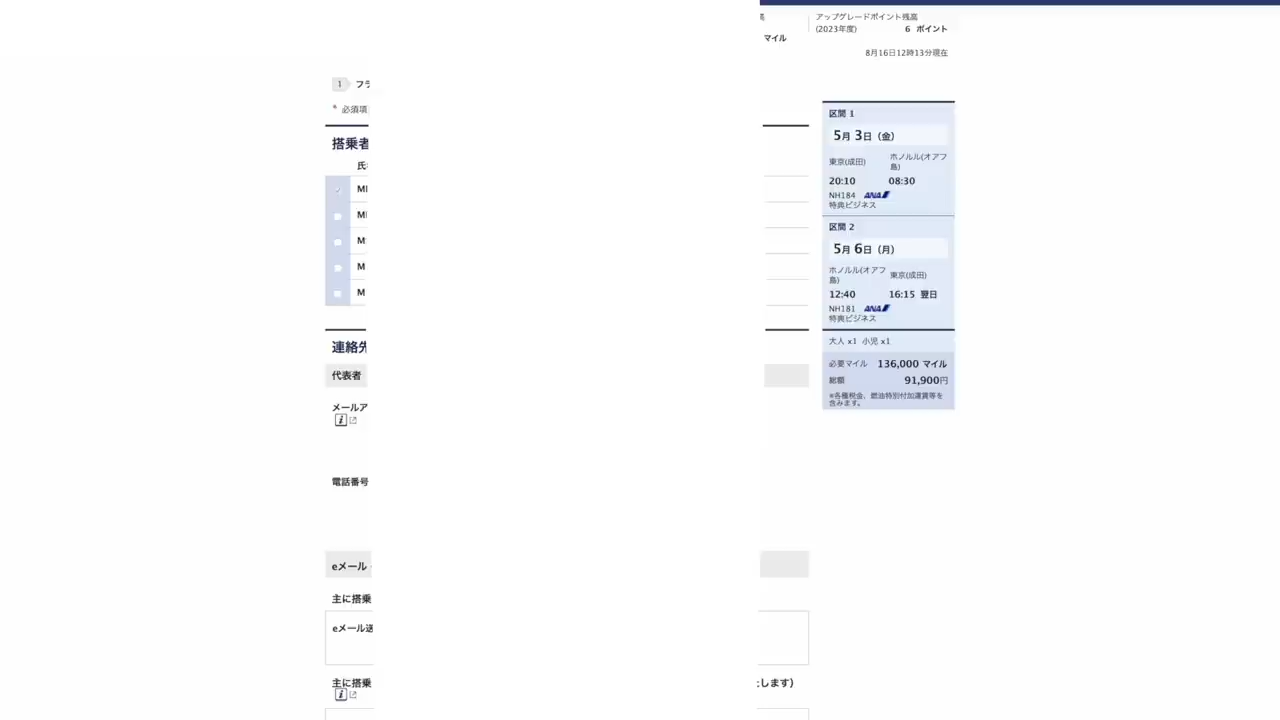 アップグレードポイント残高
(2023年度) 6 ポイント
マイル
8月16日12時13分現在
1 フラ
* 必須項
搭乗者
氏
M
M
M
M
M
連絡先
代表者
メールア
i
電話番号
eメール
主に搭乗
eメール送
主に搭乗
i
します)
区間 1
5月 3日 (金)
東京(成田) ホノルル(オアフ
島)
20:10 08:30
NH184 ANA
特典ビジネス
区間 2
5月 6日 (月)
ホノルル(オアフ 東京(成田)
島)
12:40 16:15 翌日
NH181 ANA
特典ビジネス
大人 x1 小児 x1
必要マイル 136,000 マイル
総額 91,900円
※各種税金、燃油特別付加運賃等を
含みます。